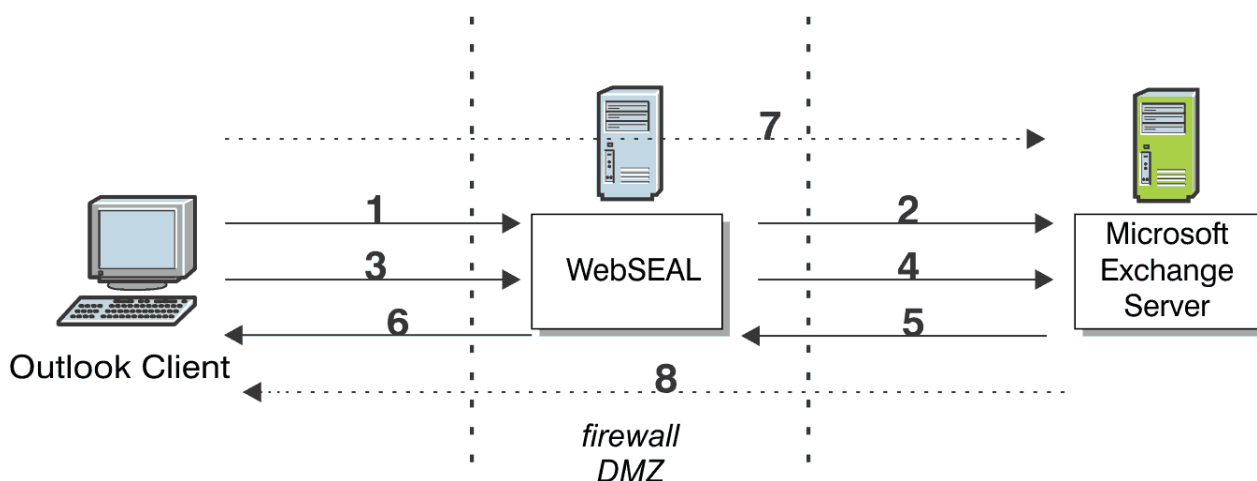 7
1
2
3
4
6
5
8
WebSEAL
Microsoft
Exchange
Server
Outlook Client
firewall
DMZ